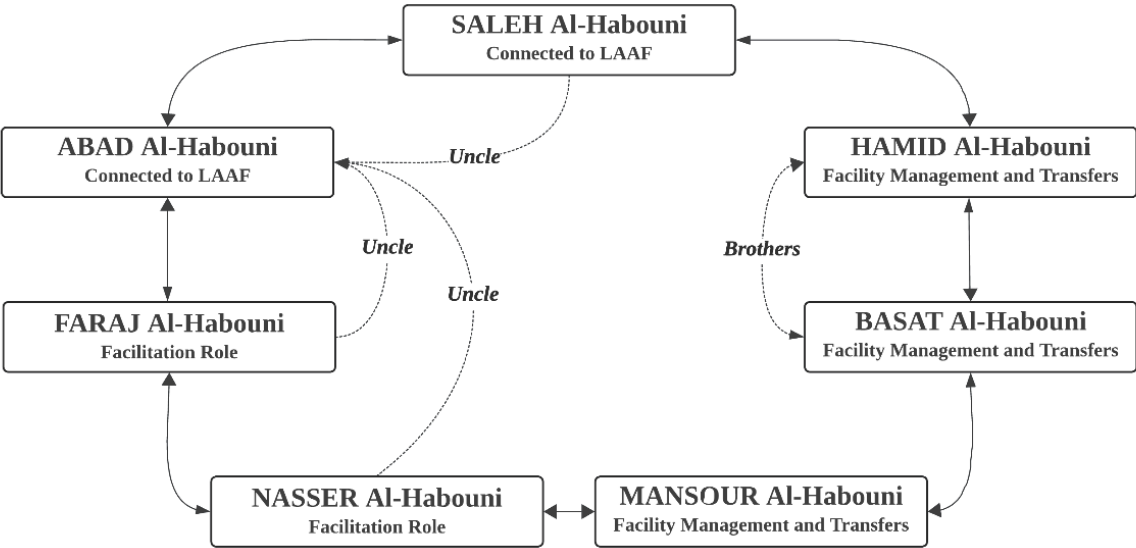 SALEH Al-Habouni
Connected to LAAF
ABAD Al-Habouni
Connected to LAAF
Uncle
HAMID Al-Habouni
Facility Management and Transfers
Uncle
Brothers
Uncle
FARAJ Al-Habouni
Facilitation Role
BASAT Al-Habouni
Facility Management and Transfers
NASSER Al-Habouni
Facilitation Role
MANSOUR Al-Habouni
Facility Management and Transfers